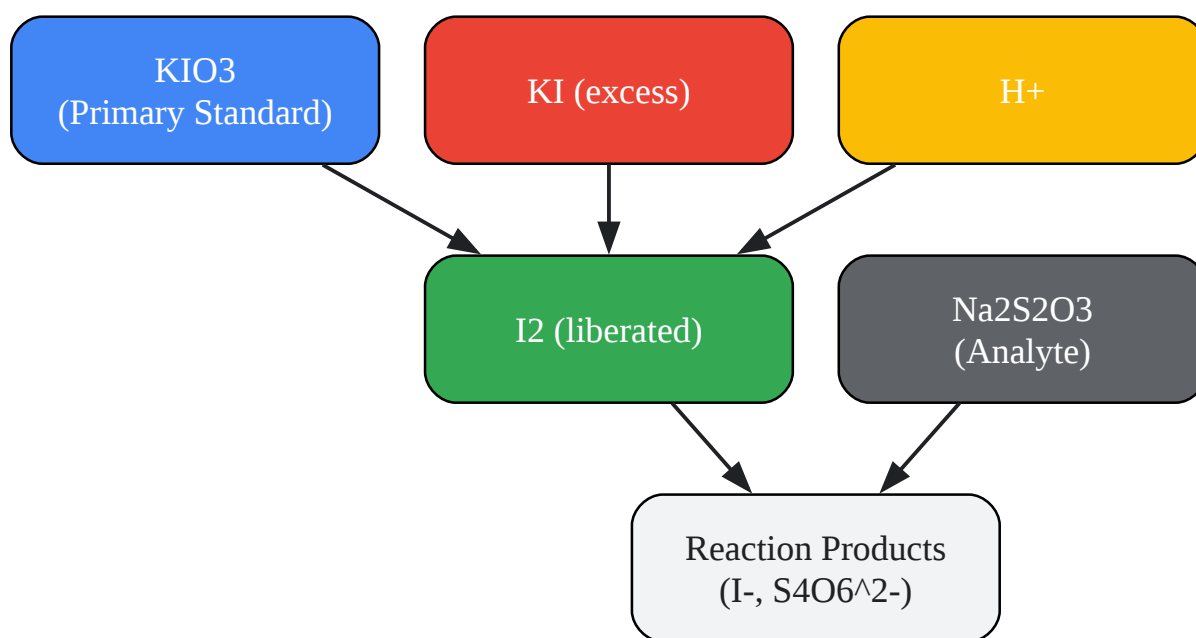 KIO3
(Primary Standard)
KI (excess)
H+
I2 (liberated)
Na2S2O3
(Analyte)
Reaction Products
(I-, S4O6^2-)